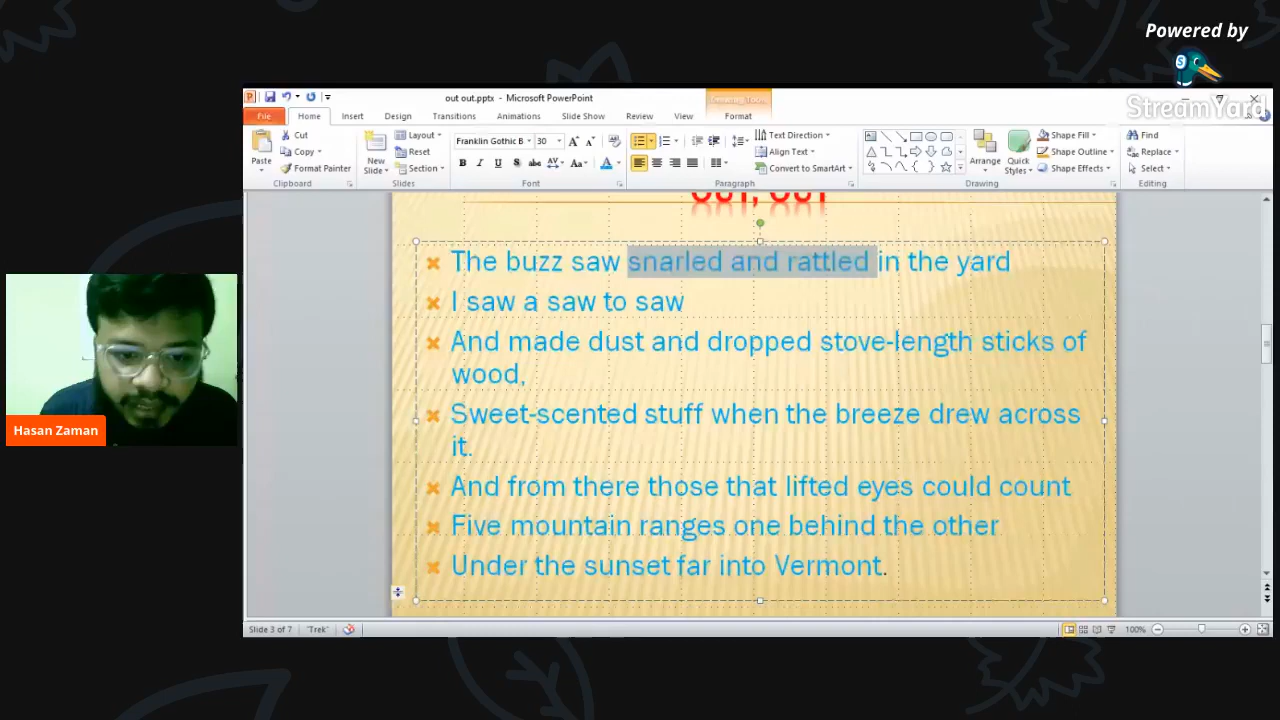 Powered by
StreamYard
out out.pptx - Microsoft PowerPoint
Drawing Tools
File Home Insert Design Transitions Animations Slide Show Review View Format
Paste
Cut
Copy
Format Painter
Clipboard
New Slide
Layout
Reset
Section
Slides
Franklin Gothic B 30
Font
Text Direction
Align Text
Convert to SmartArt
Paragraph
Arrange
Quick Styles
Shape Fill
Shape Outline
Shape Effects
Drawing
Find
Replace
Select
Editing
OUT, OUT
The buzz saw snarled and rattled in the yard
I saw a saw to saw
And made dust and dropped stove-length sticks of
wood,
Sweet-scented stuff when the breeze drew across
it.
And from there those that lifted eyes could count
Five mountain ranges one behind the other
Under the sunset far into Vermont.
Hasan Zaman
Slide 3 of 7 "Trek" 100%